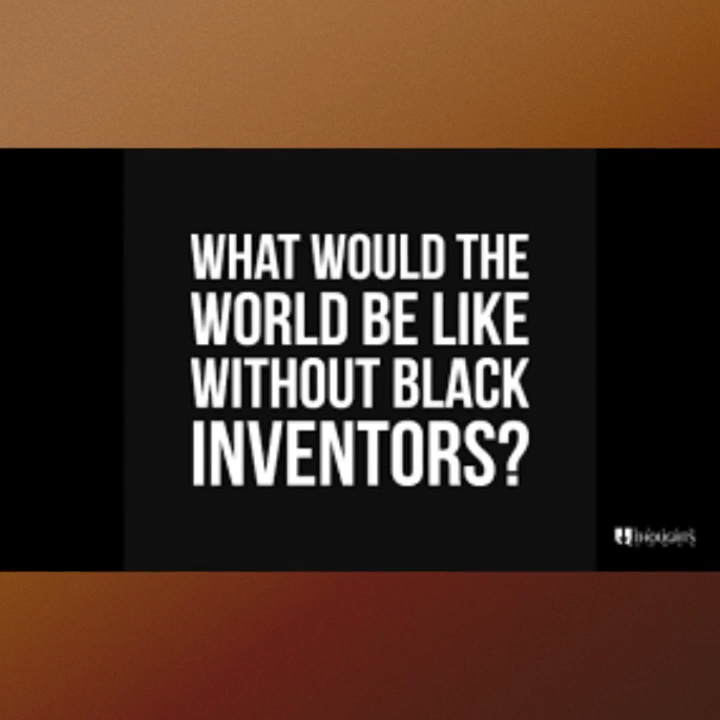 WHAT WOULD THE
WORLD BE LIKE
WITHOUT BLACK
INVENTORS?